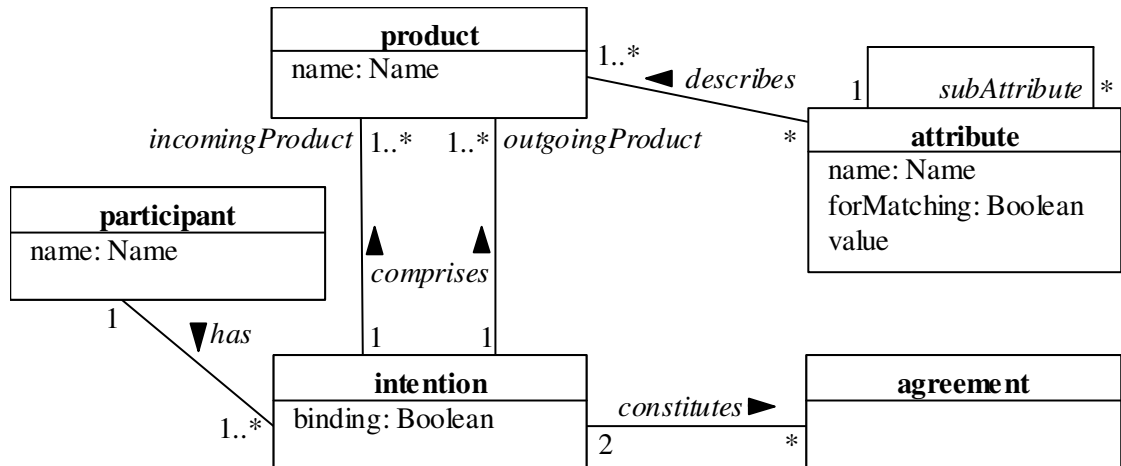 product
name: Name
1..*
describes
1
subAttribute
*
*
attribute
name: Name
forMatching: Boolean
value
incomingProduct
1..*
1..*
outgoingProduct
participant
name: Name
comprises
1
has
1
1
1..*
intention
binding: Boolean
constitutes
2
*
agreement